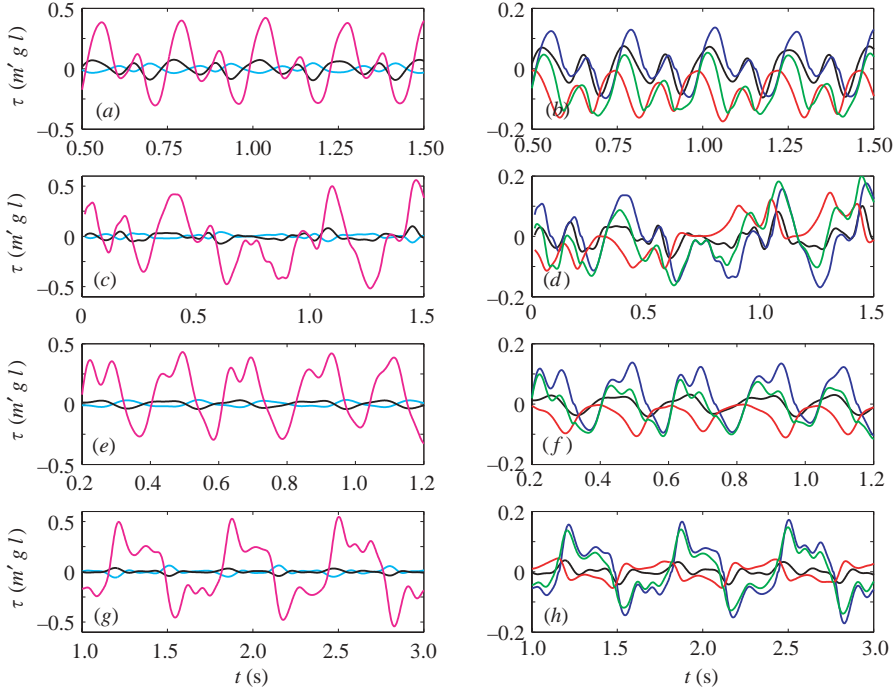 0.5 0.2
τ (m′ g l) 0 0
(a) (b)
–0.5 –0.2
0.50 0.75 1.00 1.25 1.50 0.50 0.75 1.00 1.25 1.50
0.5 0.2
τ (m′ g l) 0 0
(c) (d)
–0.5 –0.2
0 0.5 1.0 1.5 0 0.5 1.0 1.5
0.5 0.2
τ (m′ g l) 0 0
(e) (f)
–0.5 –0.2
0.2 0.4 0.6 0.8 1.0 1.2 0.2 0.4 0.6 0.8 1.0 1.2
0.5 0.2
τ (m′ g l) 0 0
(g) (h)
–0.5 –0.2
1.0 1.5 2.0 2.5 3.0 1.0 1.5 2.0 2.5 3.0
t (s) t (s)